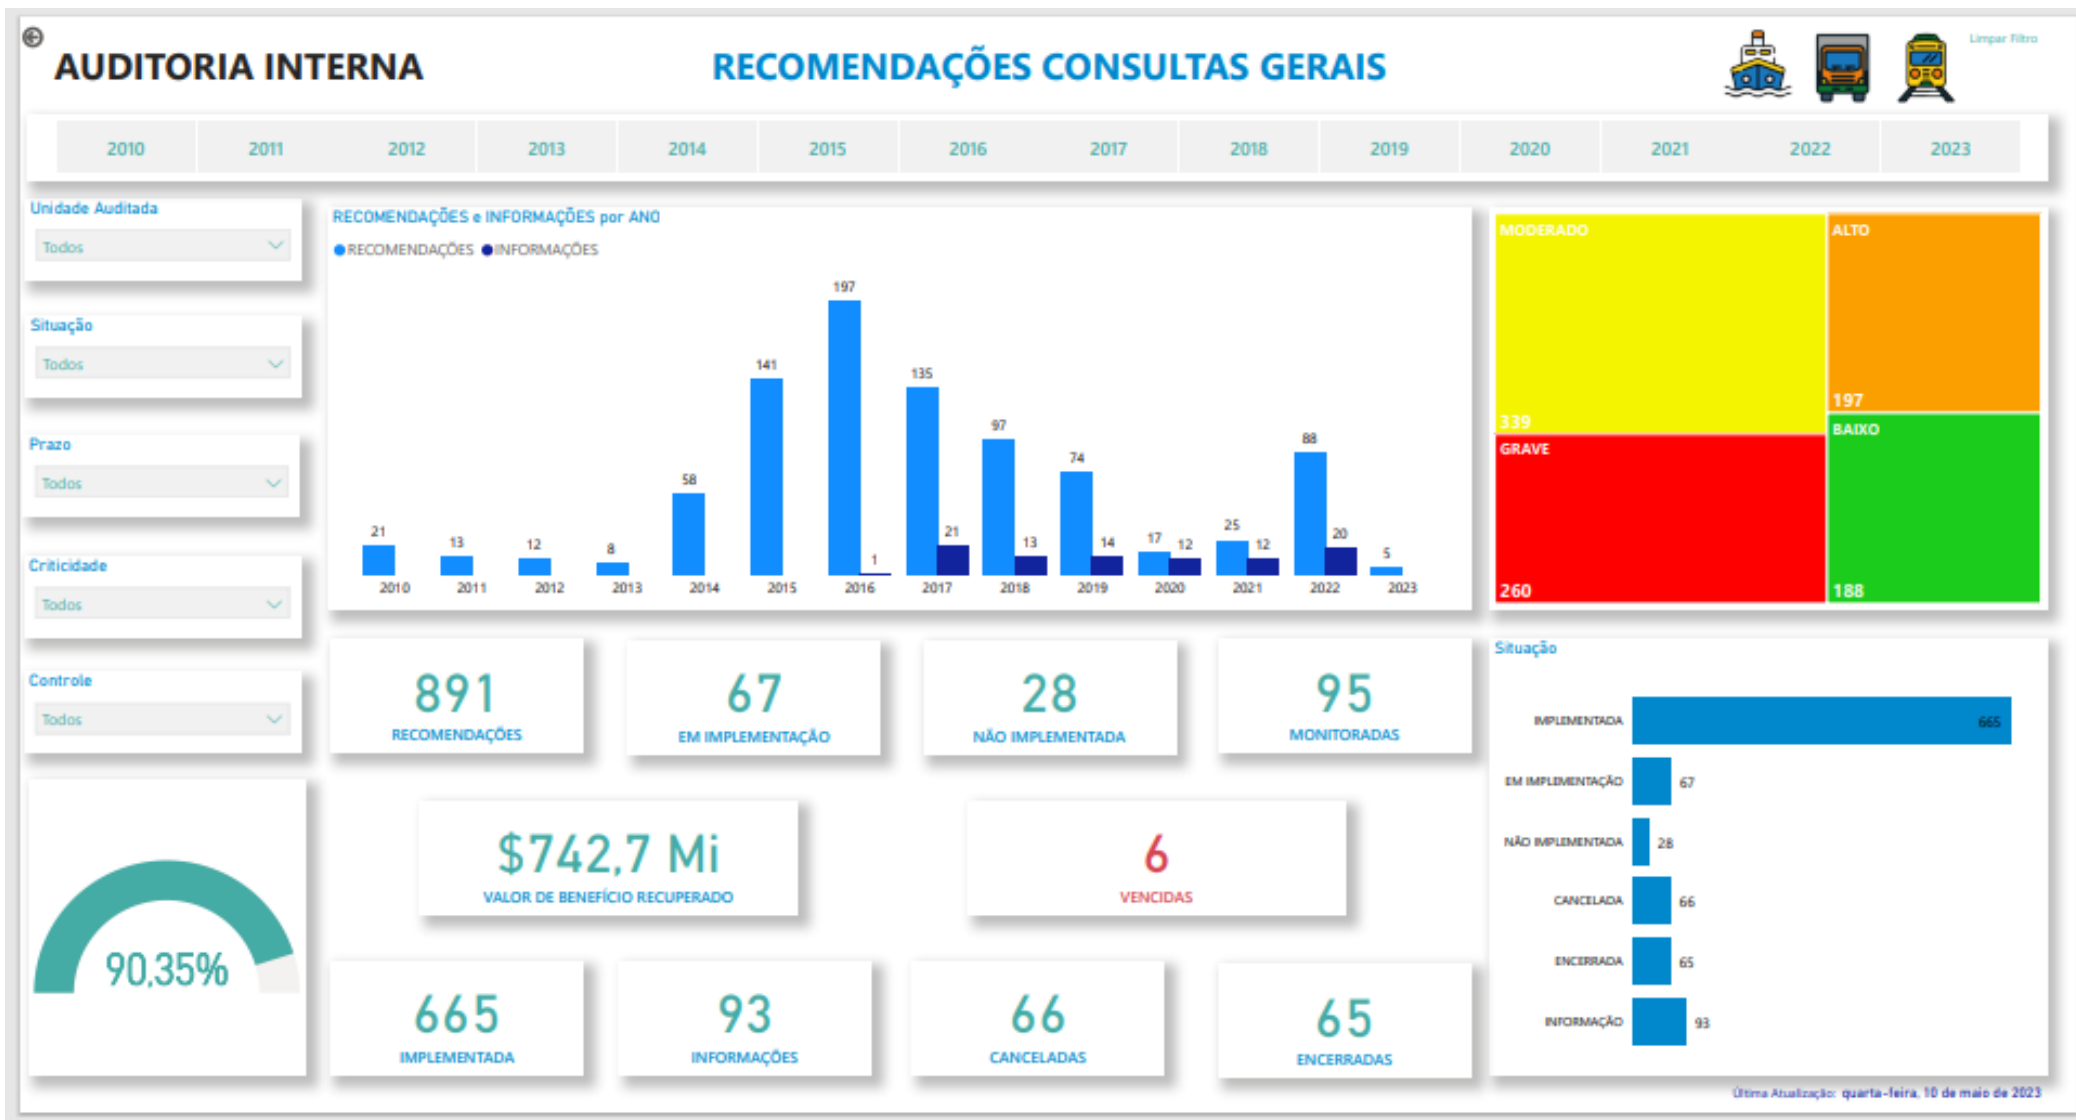 AUDITORIA INTERNA
RECOMENDAÇÕES CONSULTAS GERAIS
Limpar Filtro
2010 2011 2012 2013 2014 2015 2016 2017 2018 2019 2020 2021 2022 2023
Unidade Auditada
Todos
Situação
Todos
Prazo
Todos
Criticidade
Todos
Controle
Todos
90,35%
RECOMENDAÇÕES e INFORMAÇÕES por ANO
RECOMENDAÇÕES INFORMAÇÕES
21 13 12 8 58 141 197 1 135 21 97 13 74 14 17 12 25 12 88 20 5
2010 2011 2012 2013 2014 2015 2016 2017 2018 2019 2020 2021 2022 2023
MODERADO
339
ALTO
197
GRAVE
260
BAIXO
188
891
RECOMENDAÇÕES
67
EM IMPLEMENTAÇÃO
28
NÃO IMPLEMENTADA
95
MONITORADAS
$742,7 Mi
VALOR DE BENEFÍCIO RECUPERADO
6
VENCIDAS
665
IMPLEMENTADA
93
INFORMAÇÕES
66
CANCELADAS
65
ENCERRADAS
Situação
IMPLEMENTADA 665
EM IMPLEMENTAÇÃO 67
NÃO IMPLEMENTADA 28
CANCELADA 66
ENCERRADA 65
INFORMAÇÃO 93
Última Atualização: quarta-feira, 10 de maio de 2023